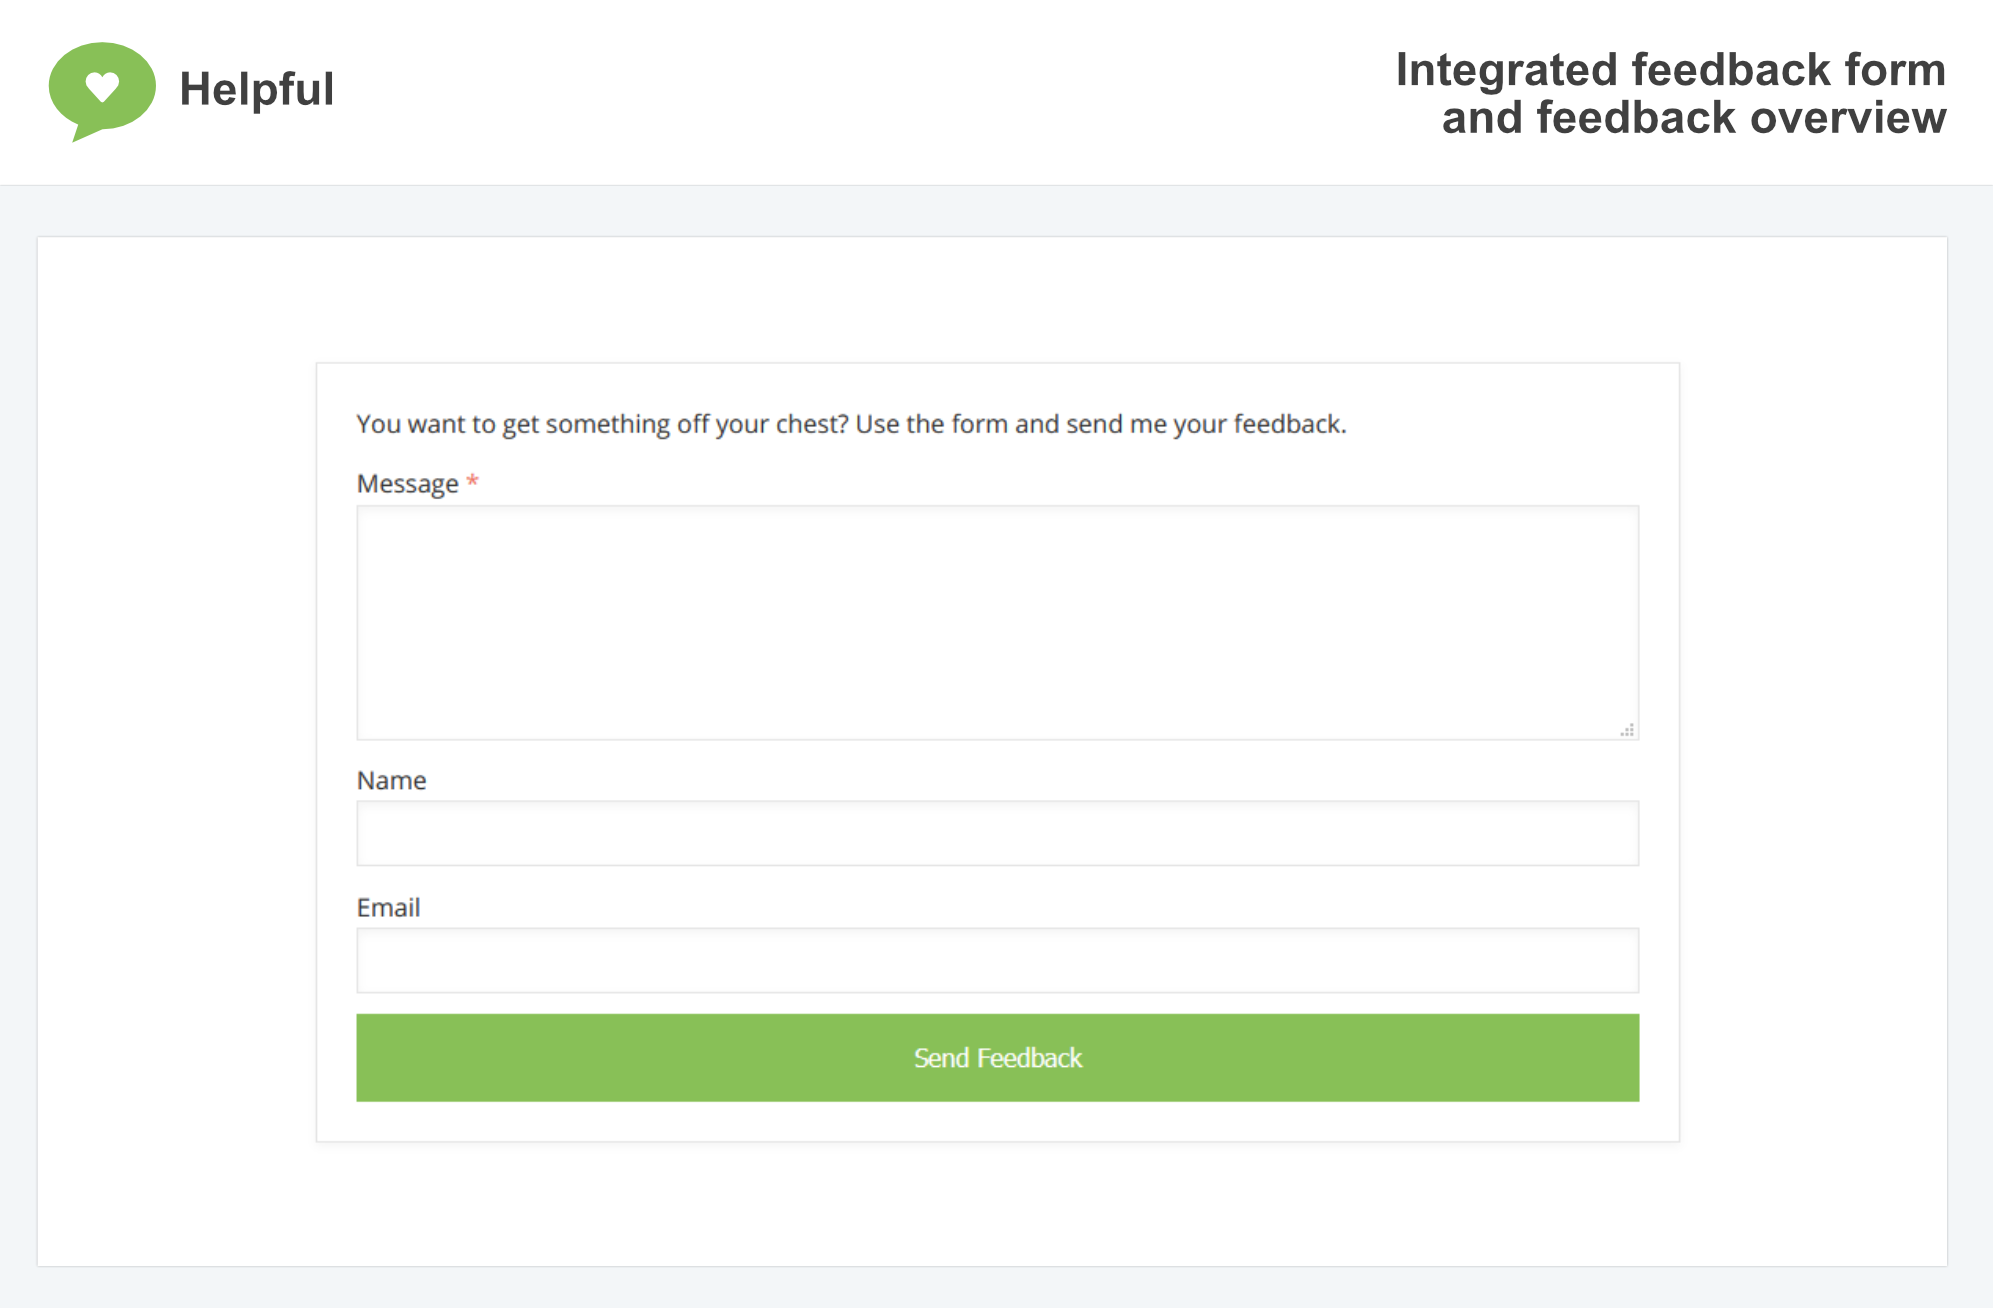 Helpful
Integrated feedback form
and feedback overview
You want to get something off your chest? Use the form and send me your feedback.
Message *
Name
Email
Send Feedback